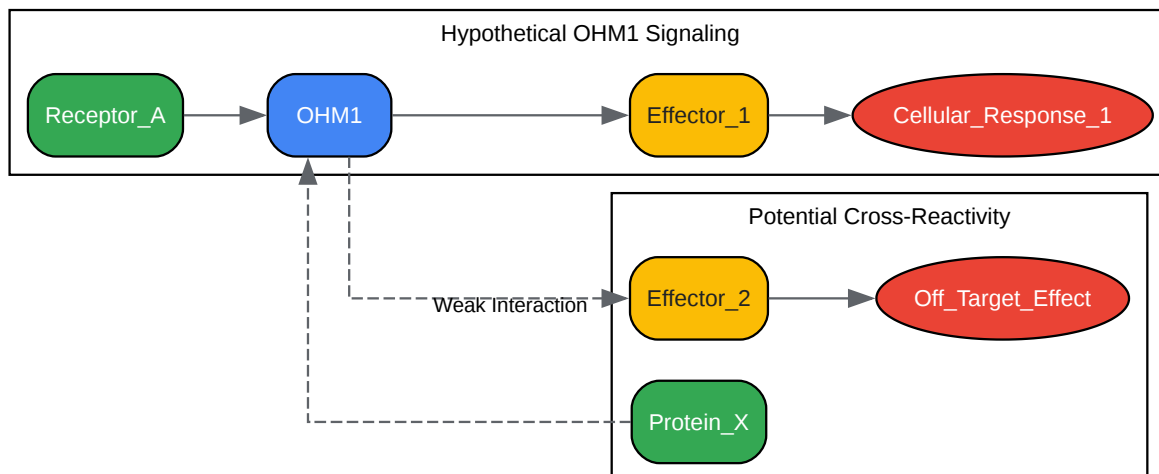 Hypothetical OHM1 Signaling
Receptor_A
OHM1
Effector_1
Cellular_Response_1
Potential Cross-Reactivity
Weak Interaction
Effector_2
Off_Target_Effect
Protein_X